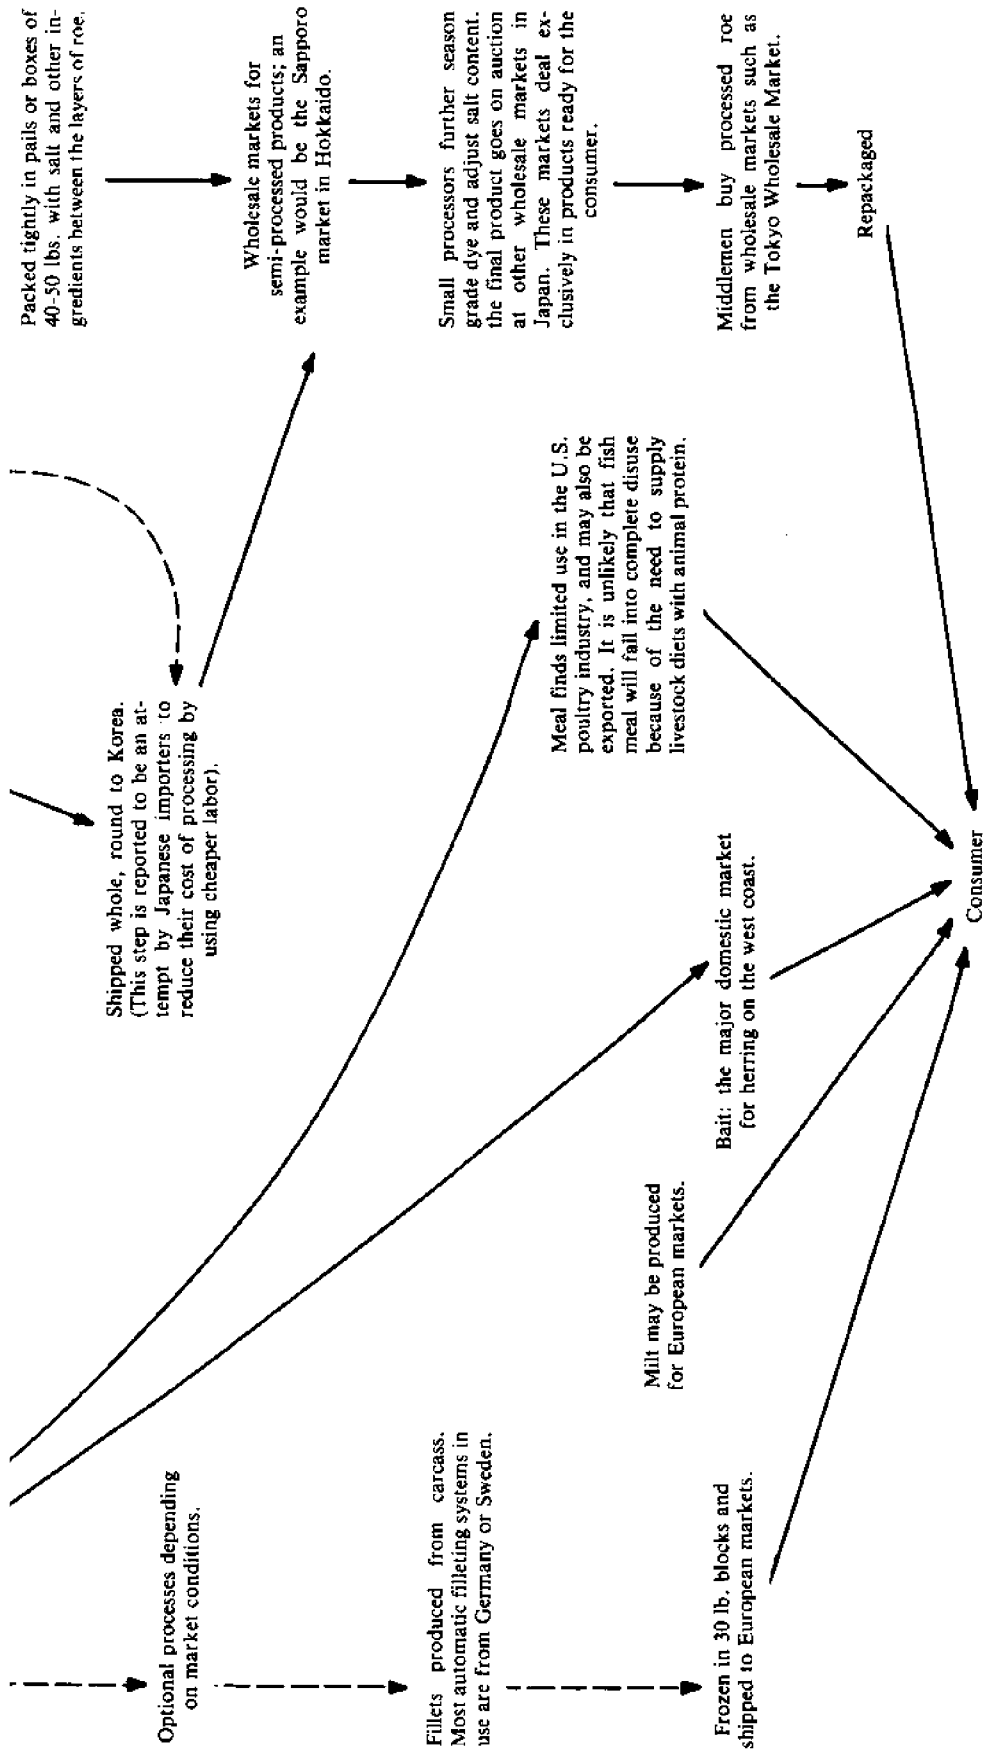 Packed tightly in pails or boxes of
40-50 lbs. with salt and other in-
gredients between the layers of roe.
Wholesale markets for
semi-processed products; an
example would be the Sapporo
market in Hokkaido.
Small processors further season
grade dye and adjust salt content.
the final product goes on auction
at other wholesale markets in
Japan. These markets deal ex-
clusively in products ready for the
consumer.
Middlemen buy processed roe
from wholesale markets such as
the Tokyo Wholesale Market.
Repackaged
Shipped whole, round to Korea.
(This step is reported to be an at-
tempt by Japanese importers to
reduce their cost of processing by
using cheaper labor).
Meal finds limited use in the U.S.
poultry industry, and may also be
exported. It is unlikely that fish
meal will fall into complete disuse
because of the need to supply
livestock diets with animal protein.
Bait: the major domestic market
for herring on the west coast.
Milt may be produced
for European markets.
Optional processes depending
on market conditions.
Fillets produced from carcass.
Most automatic filleting systems in
use are from Germany or Sweden.
Frozen in 30 lb. blocks and
shipped to European markets.
Consumer